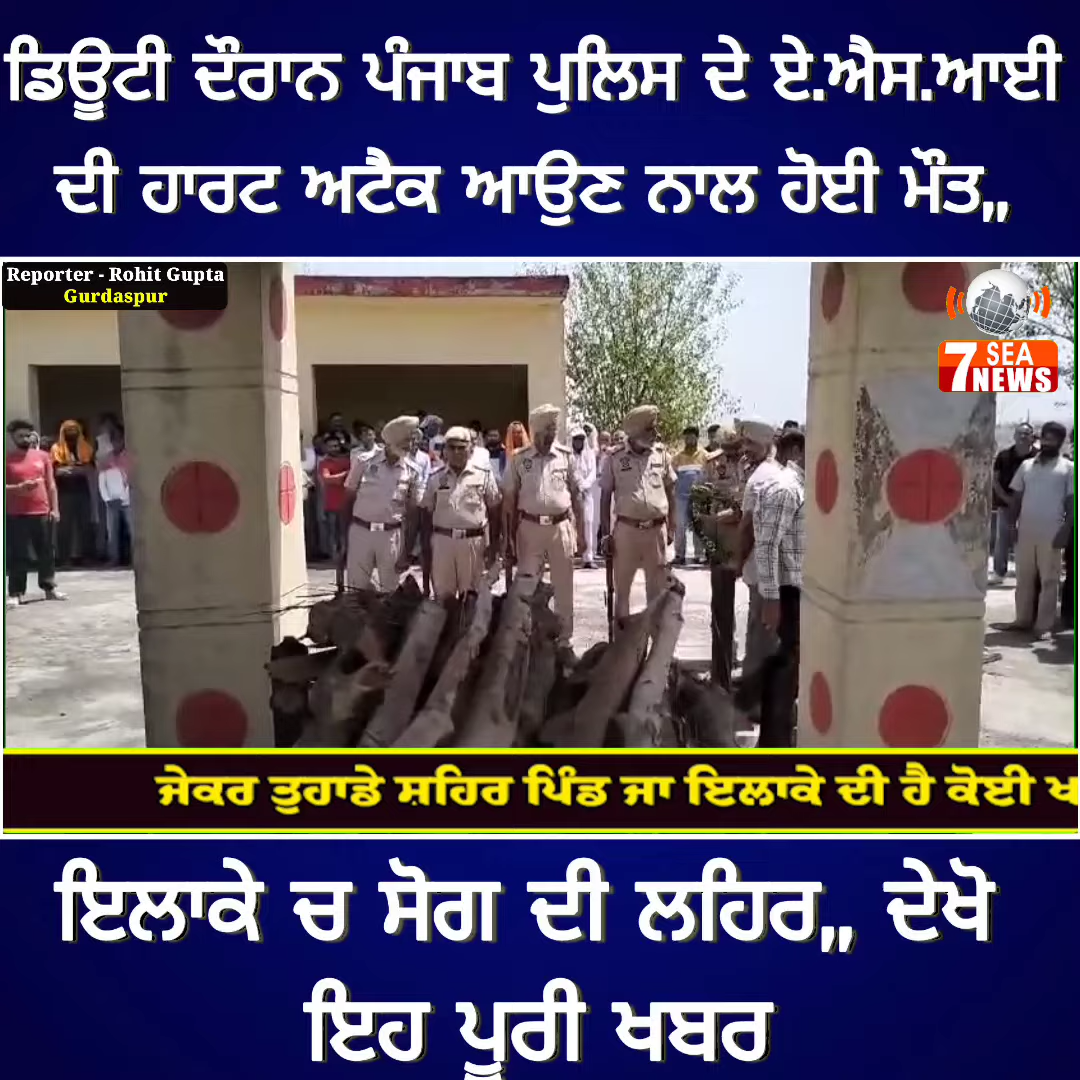 ਡਿਊਟੀ ਦੌਰਾਨ ਪੰਜਾਬ ਪੁਲਿਸ ਦੇ ਏ.ਐਸ.ਆਈ
ਦੀ ਹਾਰਟ ਅਟੈਕ ਆਉਣ ਨਾਲ ਹੋਈ ਮੌਤ,,
Reporter - Rohit Gupta
Gurdaspur
7 SEA
NEWS
ਜੇਕਰ ਤੁਹਾਡੇ ਸ਼ਹਿਰ ਪਿੰਡ ਜਾ ਇਲਾਕੇ ਦੀ ਹੈ ਕੋਈ
ਇਲਾਕੇ ਚ ਸੋਗ ਦੀ ਲਹਿਰ,, ਦੇਖੋ
ਇਹ ਪੂਰੀ ਖਬਰ